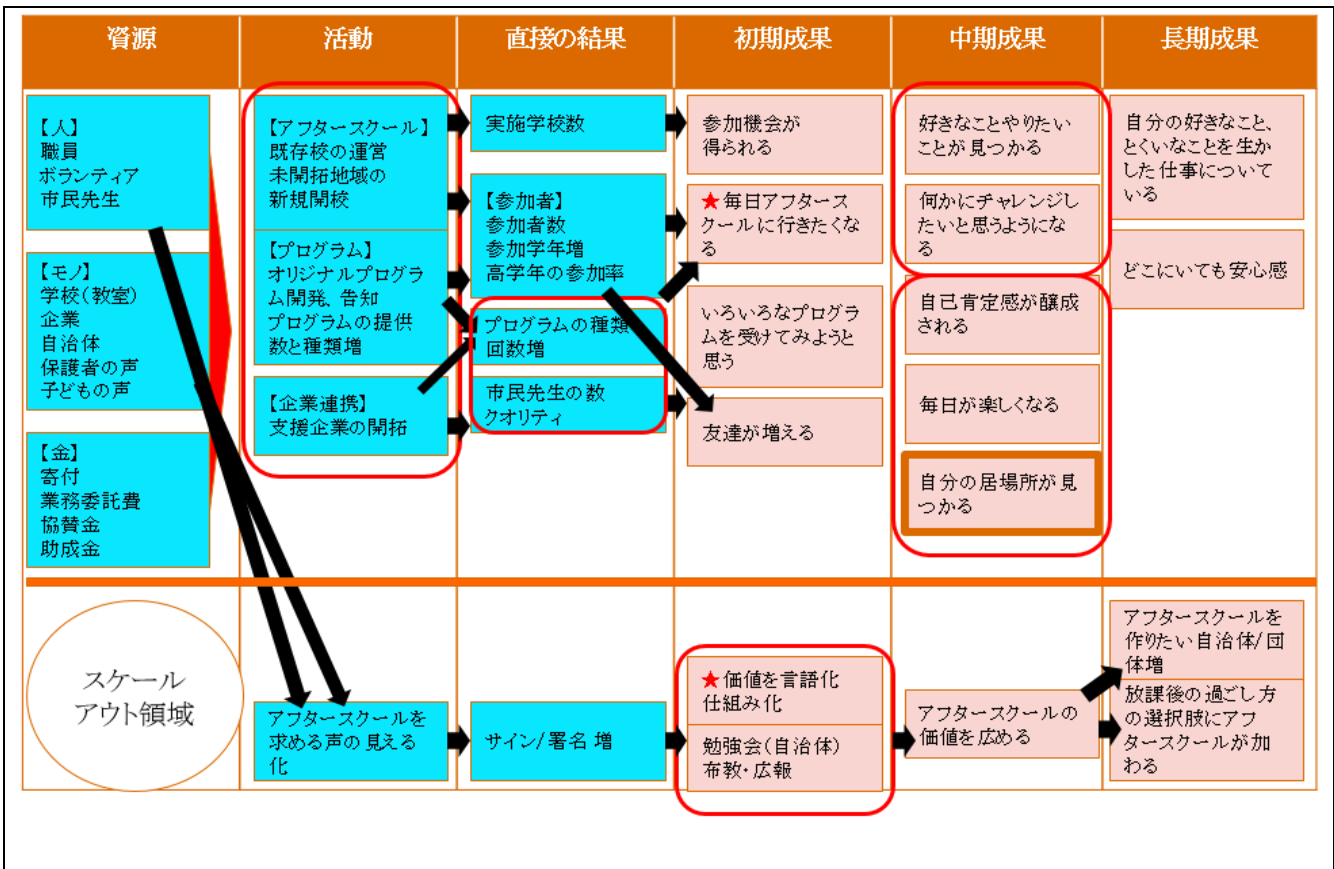 資源
活動
直接の結果
初期成果
中期成果
長期成果
【人】
職員
ボランティア
市民先生
【モノ】
学校(教室)
企業
自治体
保護者の声
子どもの声
【金】
寄付
業務委託費
協賛金
助成金
【アフタースクール】
既存校の運営
未開拓地域の
新規開校
【プログラム】
オリジナルプログラ
ム開発、告知
プログラムの提供
数と種類増
【企業連携】
支援企業の開拓
実施学校数
【参加者】
参加者数
参加学年増
高学年の参加率
プログラムの種類
回数増
市民先生の数
クオリティ
参加機会が
得られる
★毎日アフタース
クールに行きたくな
る
いろいろなプログラ
ムを受けてみようと
思う
友達が増える
好きなことやりたい
ことが見つかる
何かにチャレンジし
たいと思うようにな
る
自己肯定感が醸成
される
毎日が楽しくなる
自分の居場所が見
つかる
自分の好きなこと、
とくいなことを生か
した仕事について
いる
どこにいても安心感
スケール
アウト領域
アフタースクールを
求める声の見える
化
サイン/署名 増
★価値を言語化
仕組み化
勉強会(自治体)
布教・広報
アフタースクールの
価値を広める
アフタースクールを
作りたい自治体/団
体増
放課後の過ごし方
の選択肢にアフ
タースクールが加
わる